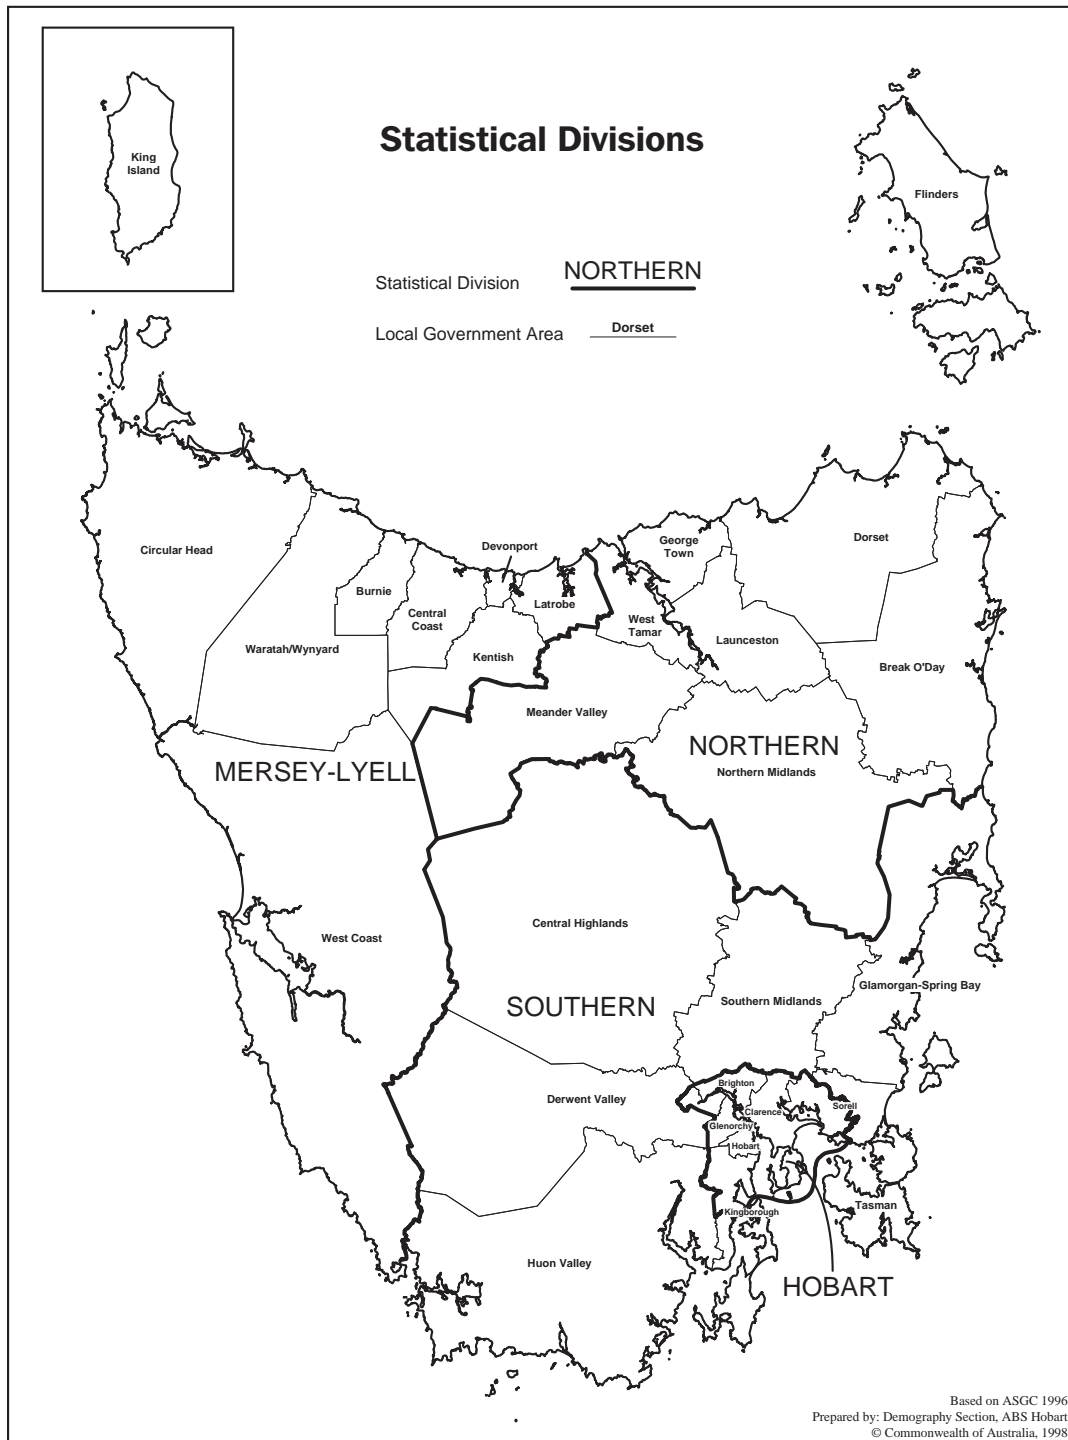 King
Island
Statistical Divisions
Flinders
Statistical Division
NORTHERN
Local Government Area
Dorset
Circular Head
Devonport
George
Town
Dorset
Burnie
Latrobe
Central
Coast
West
Tamar
Launceston
Waratah/Wynyard
Kentish
Break O'Day
Meander Valley
NORTHERN
Northern Midlands
MERSEY-LYELL
Central Highlands
West Coast
Glamorgan-Spring Bay
SOUTHERN
Southern Midlands
Brighton
Derwent Valley
Clarence
Sorell
Glenorchy
Hobart
Tasman
Kingborough
Huon Valley
HOBART
Based on ASGC 1996
Prepared by: Demography Section, ABS Hobart
© Commonwealth of Australia, 1998